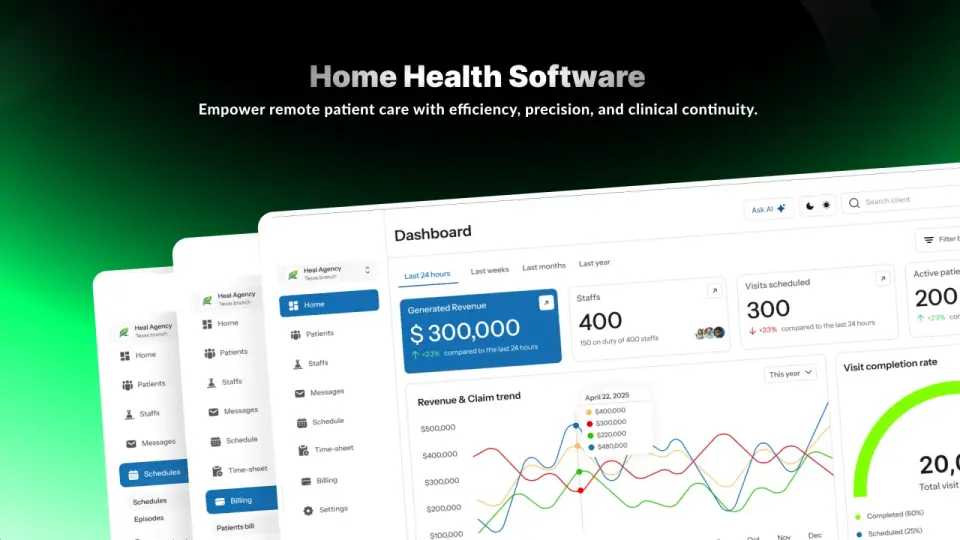 Home Health Software
Empower remote patient care with efficiency, precision, and clinical continuity.
Heal Agency
Texas branch
Home
Patients
Staffs
Messages
Schedules
Schedules
Episodes
Heal Agency
Texas branch
Home
Patients
Staffs
Messages
Schedule
Time-sheet
Billing
Patients bill
Heal Agency
Texas branch
Home
Patients
Staffs
Messages
Schedule
Time-sheet
Billing
Settings
Dashboard
Ask AI
Search client
Filter b
Last 24 hours
Last weeks
Last months
Last year
Generated Revenue
$ 300,000
+23% compared to the last 24 hours
Staffs
400
150 on duty of 400 staffs
Visits scheduled
300
+23% compared to the last 24 hours
Active patie
200
+23% com
Revenue & Claim trend
This year
$500,000
$400,000
$300,000
$200,000
$100,000
April 22, 2025
$400,000
$300,000
$220,000
$480,000
Oct
Nov
Dec
Visit completion rate
20,0
Total visit
Completed (60%)
Scheduled (25%)